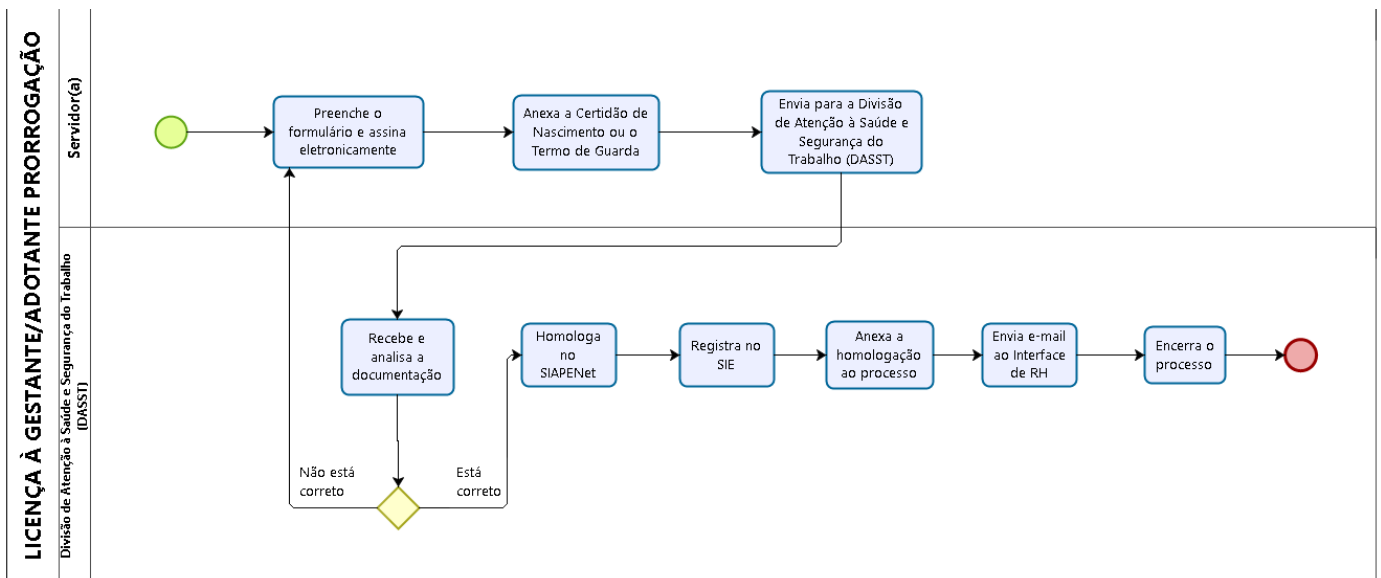 LICENÇA À GESTANTE/ADOTANTE PRORROGAÇÃO
Servidor(a)
Preenche o
formulário e assina
eletronicamente
Anexa a Certidão de
Nascimento ou o
Termo de Guarda
Envia para a Divisão
de Atenção à Saúde e
Segurança do
Trabalho (DASST)
Divisão de Atenção à Saúde e Segurança do Trabalho
(DASST)
Recebe e
analisa a
documentação
Não está
correto
Está
correto
Homologa
no
SIAPENet
Registra no
SIE
Anexa a
homologação
ao processo
Envia e-mail
ao Interface
de RH
Encerra o
processo